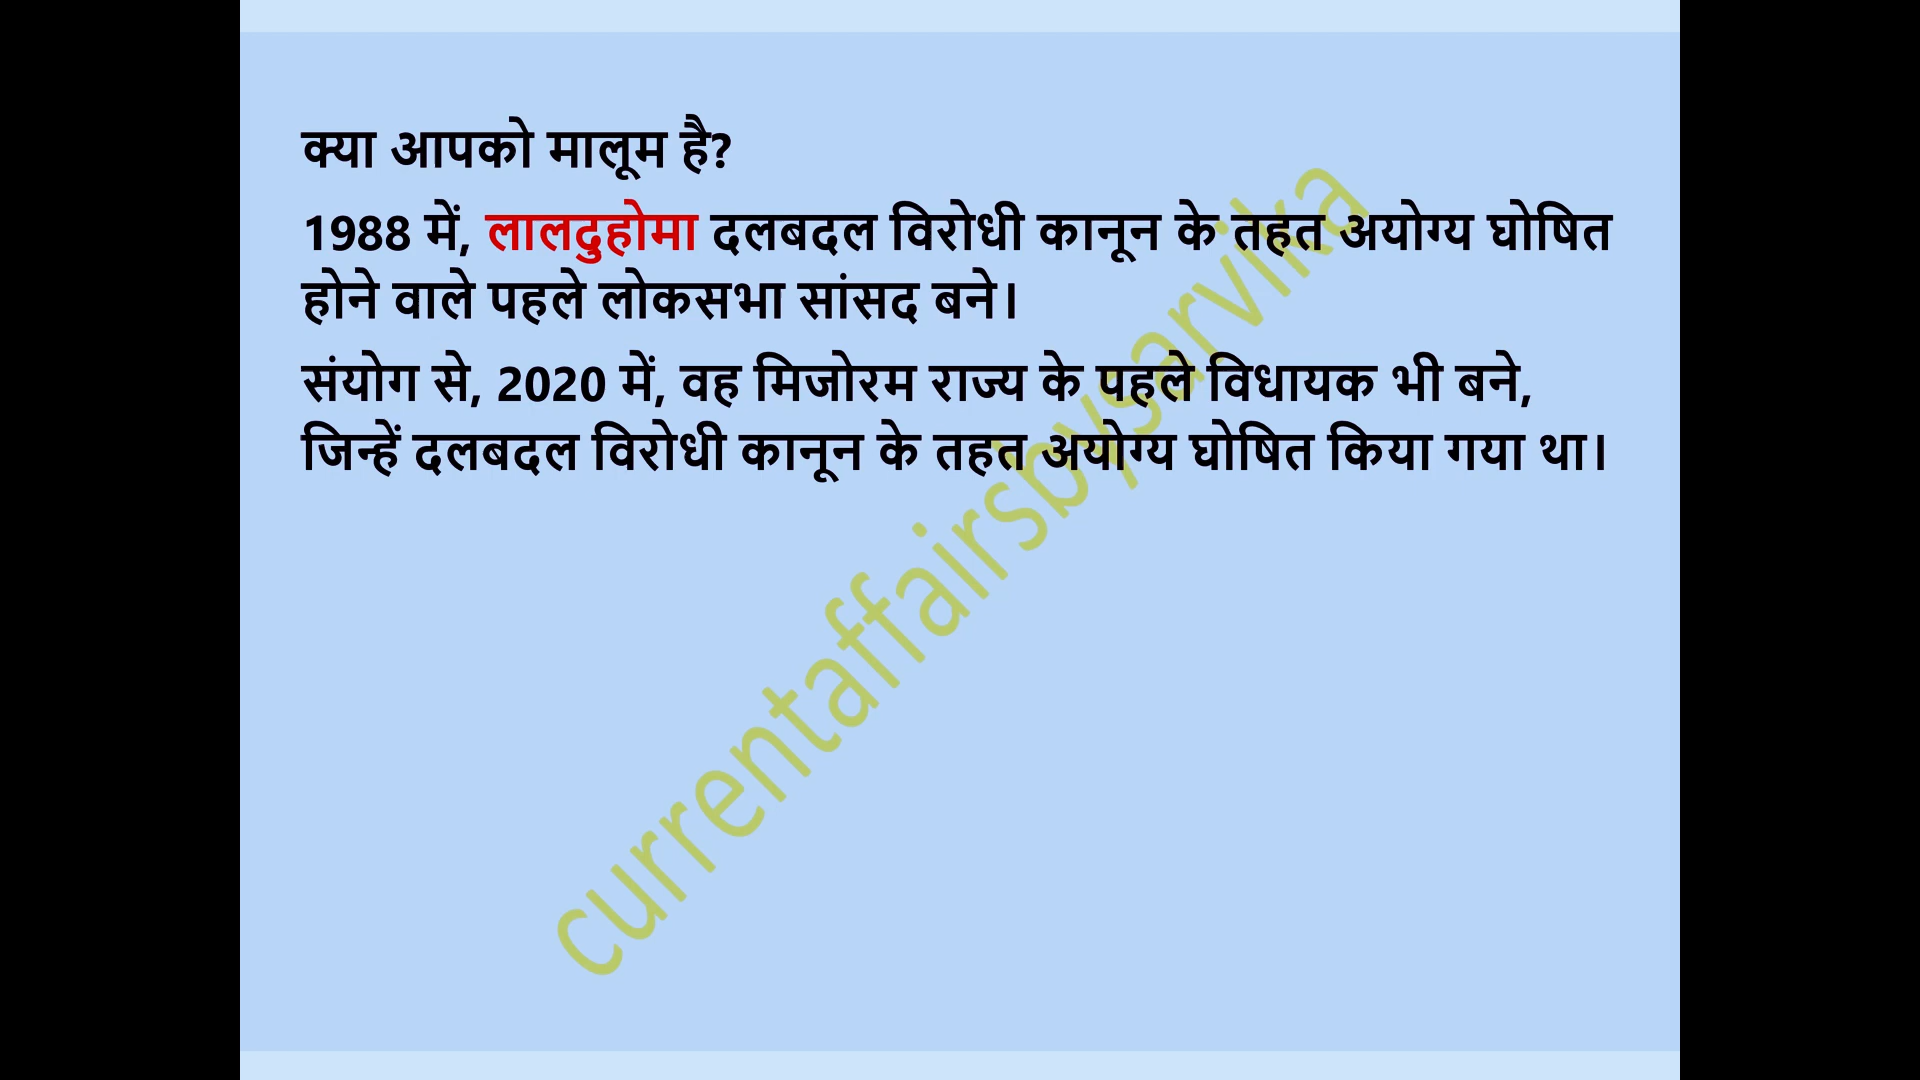 क्या आपको मालूम है?
1988 में, लालदुहोमा दलबदल विरोधी कानून के तहत अयोग्य घोषित
होने वाले पहले लोकसभा सांसद बने।
संयोग से, 2020 में, वह मिजोरम राज्य के पहले विधायक भी बने,
जिन्हें दलबदल विरोधी कानून के तहत अयोग्य घोषित किया गया था।
currentaffairsbysarvika